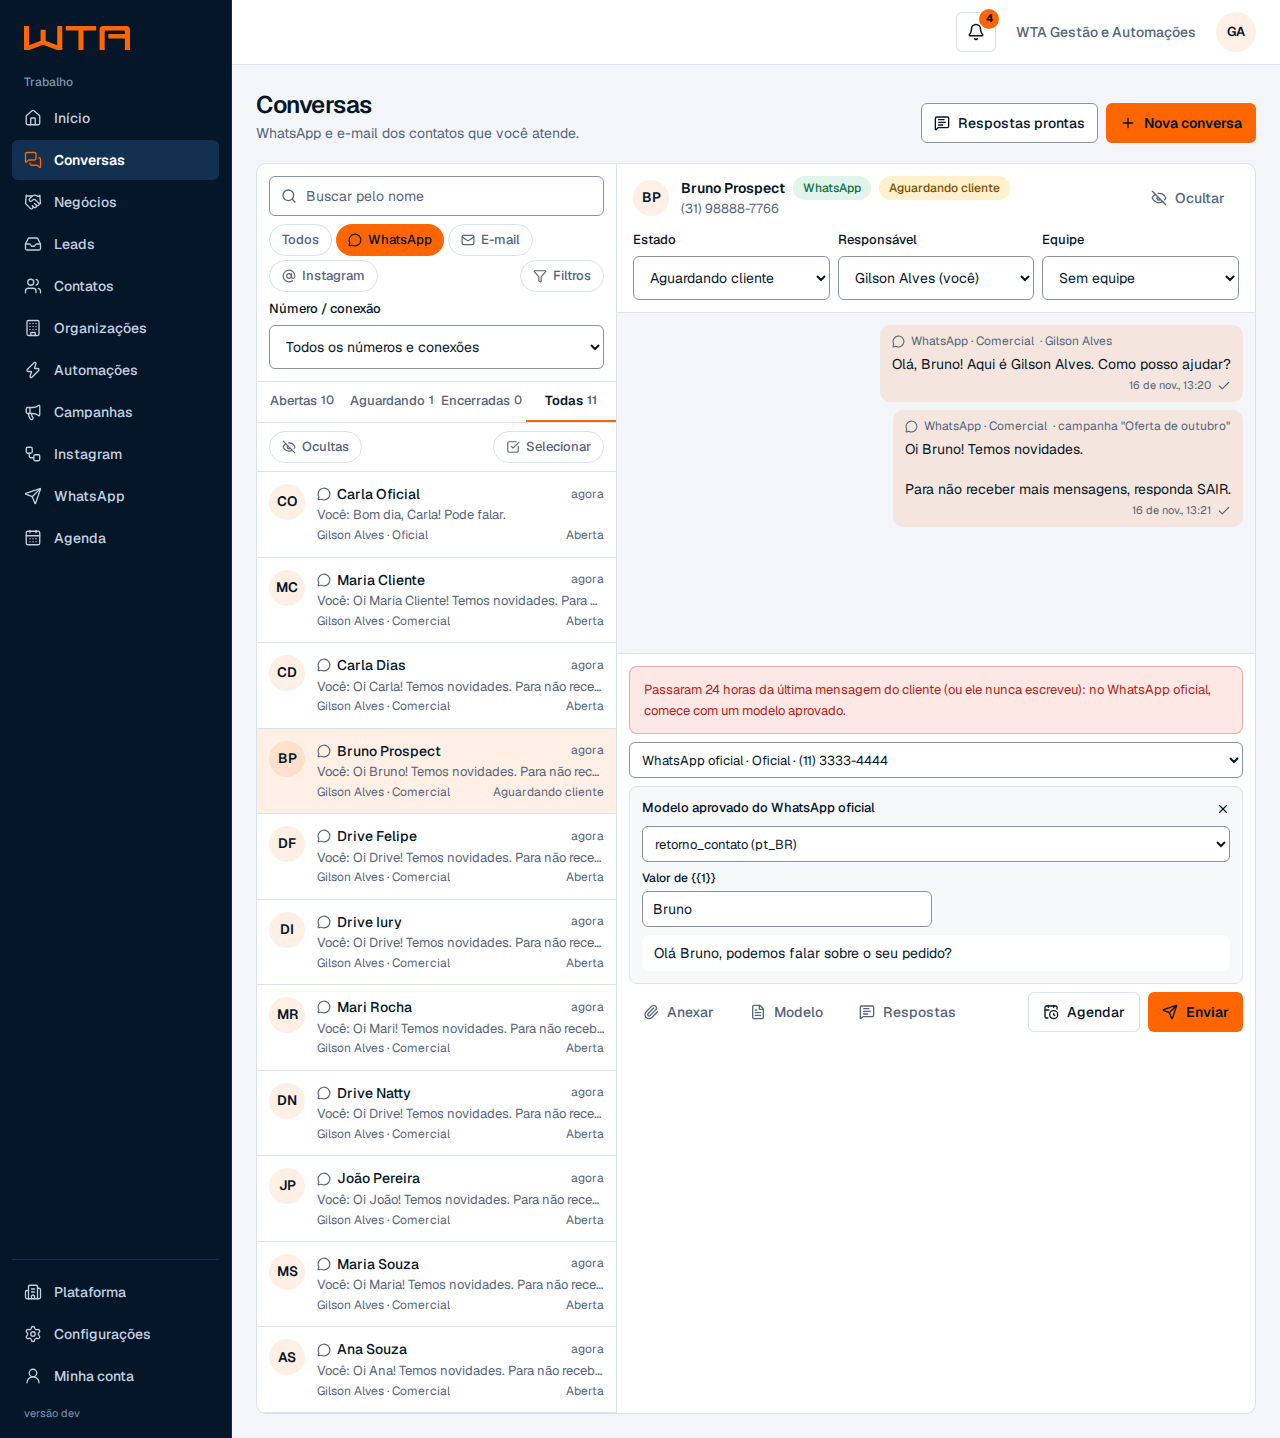 WTA
Trabalho
Início
Conversas
Negócios
Leads
Contatos
Organizações
Automações
Campanhas
Instagram
WhatsApp
Agenda
Plataforma
Configurações
Minha conta
versão dev
4
WTA Gestão e Automações
GA
Conversas
WhatsApp e e-mail dos contatos que você atende.
Respostas prontas
Nova conversa
Buscar pelo nome
Todos
WhatsApp
E-mail
Instagram
Filtros
Número / conexão
Todos os números e conexões
Abertas 10
Aguardando 1
Encerradas 0
Todas 11
Ocultas
Selecionar
CO
Carla Oficial
agora
Você: Bom dia, Carla! Pode falar.
Gilson Alves · Oficial
Aberta
MC
Maria Cliente
agora
Você: Oi Maria Cliente! Temos novidades. Para ...
Gilson Alves · Comercial
Aberta
CD
Carla Dias
agora
Você: Oi Carla! Temos novidades. Para não rece...
Gilson Alves · Comercial
Aberta
BP
Bruno Prospect
agora
Você: Oi Bruno! Temos novidades. Para não rec...
Gilson Alves · Comercial
Aguardando cliente
DF
Drive Felipe
agora
Você: Oi Drive! Temos novidades. Para não rece...
Gilson Alves · Comercial
Aberta
DI
Drive Iury
agora
Você: Oi Drive! Temos novidades. Para não rece...
Gilson Alves · Comercial
Aberta
MR
Mari Rocha
agora
Você: Oi Mari! Temos novidades. Para não receb...
Gilson Alves · Comercial
Aberta
DN
Drive Natty
agora
Você: Oi Drive! Temos novidades. Para não rece...
Gilson Alves · Comercial
Aberta
JP
João Pereira
agora
Você: Oi João! Temos novidades. Para não rece...
Gilson Alves · Comercial
Aberta
MS
Maria Souza
agora
Você: Oi Maria! Temos novidades. Para não rece...
Gilson Alves · Comercial
Aberta
AS
Ana Souza
agora
Você: Oi Ana! Temos novidades. Para não receb...
Gilson Alves · Comercial
Aberta
BP
Bruno Prospect
WhatsApp
Aguardando cliente
(31) 98888-7766
Ocultar
Estado
Responsável
Equipe
Aguardando cliente
Gilson Alves (você)
Sem equipe
WhatsApp · Comercial · Gilson Alves
Olá, Bruno! Aqui é Gilson Alves. Como posso ajudar?
16 de nov., 13:20
WhatsApp · Comercial · campanha "Oferta de outubro"
Oi Bruno! Temos novidades.
Para não receber mais mensagens, responda SAIR.
16 de nov., 13:21
Passaram 24 horas da última mensagem do cliente (ou ele nunca escreveu): no WhatsApp oficial,
comece com um modelo aprovado.
WhatsApp oficial · Oficial · (11) 3333-4444
Modelo aprovado do WhatsApp oficial
retorno_contato (pt_BR)
Valor de {{1}}
Bruno
Olá Bruno, podemos falar sobre o seu pedido?
Anexar
Modelo
Respostas
Agendar
Enviar